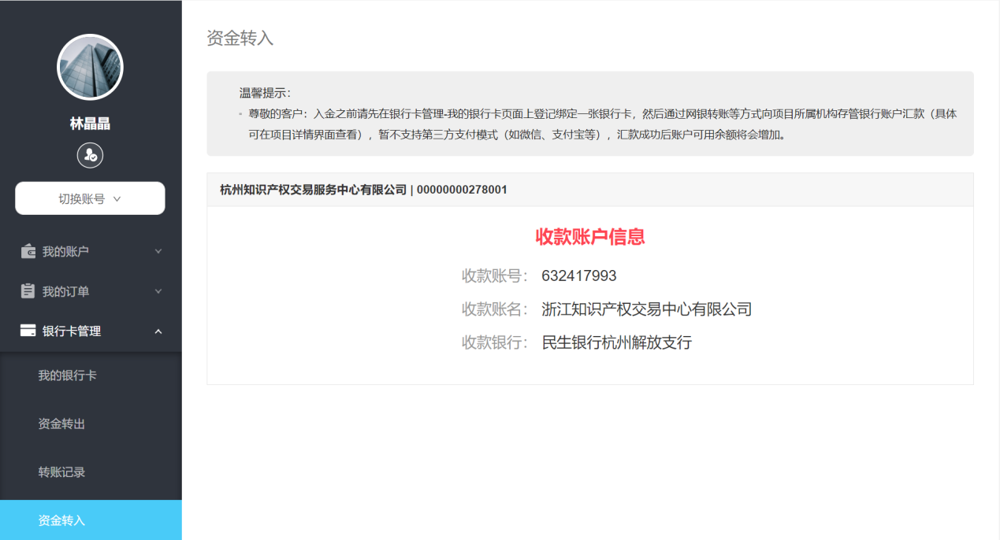 林晶晶
切换账号
我的账户
我的订单
银行卡管理
我的银行卡
资金转出
转账记录
资金转入
资金转入
温馨提示：
尊敬的客户：入金之前请先在银行卡管理-我的银行卡页面上登记绑定一张银行卡，然后通过网银转账等方式向项目所属机构存管银行账户汇款（具体
可在项目详情界面查看），暂不支持第三方支付模式（如微信、支付宝等），汇款成功后账户可用余额将会增加。
杭州知识产权交易服务中心有限公司 | 00000000278001
收款账户信息
收款账号： 632417993
收款账名： 浙江知识产权交易中心有限公司
收款银行： 民生银行杭州解放支行